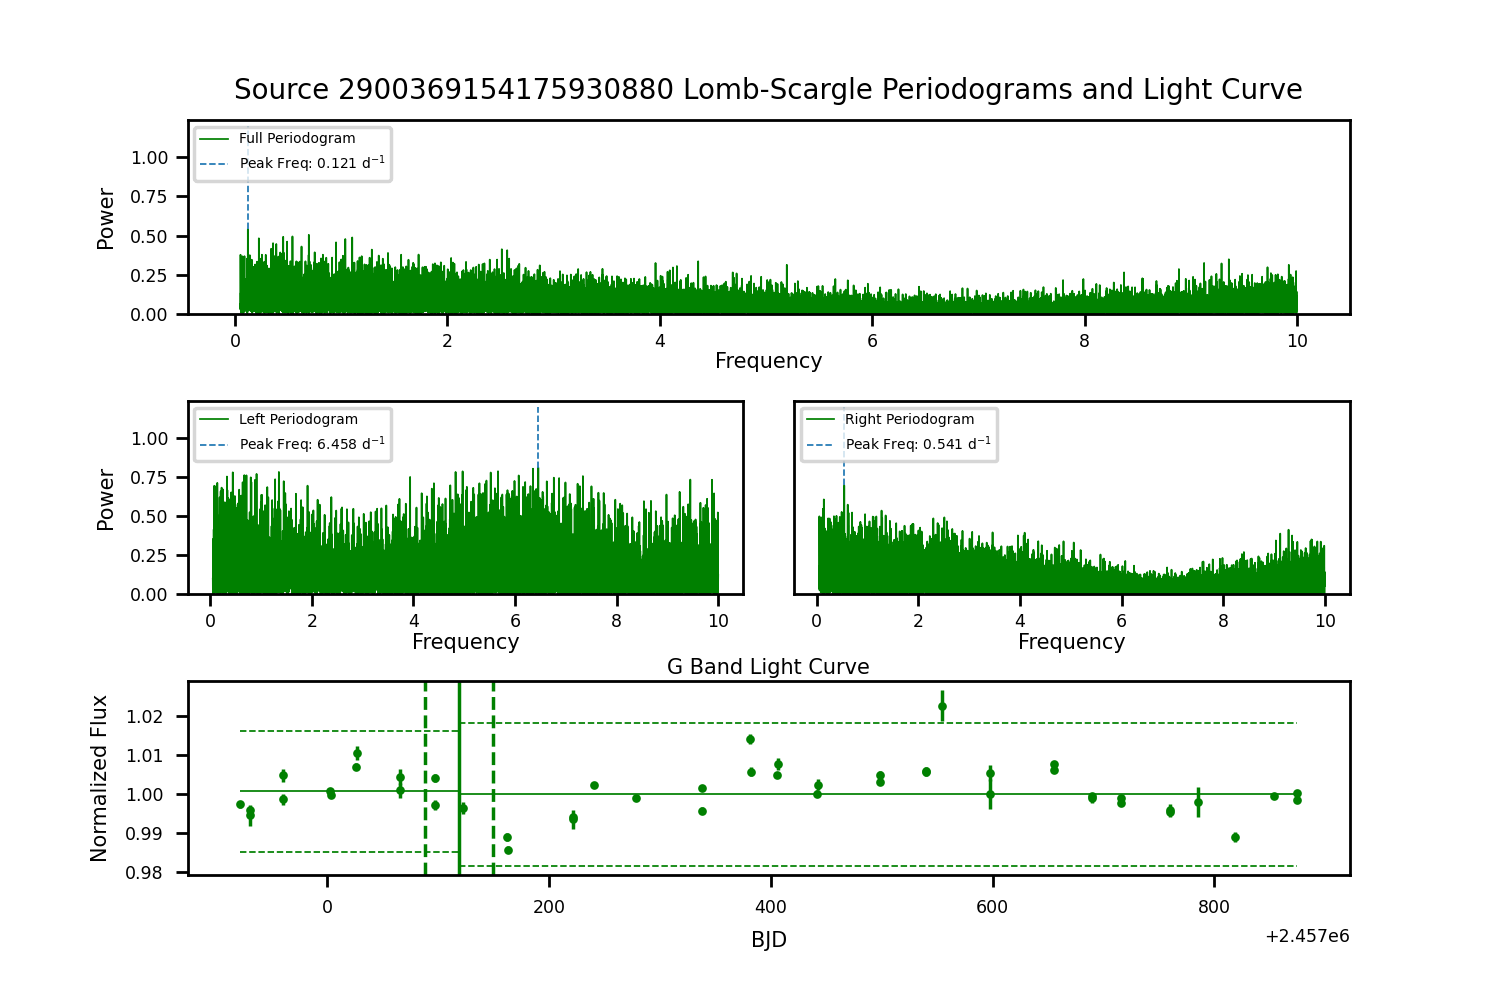 Source 2900369154175930880 Lomb-Scargle Periodograms and Light Curve
Full Periodogram
Peak Freq: 0.121 d⁻¹
1.00
0.75
0.50
0.25
0.00
Power
0 2 4 6 8 10
Frequency
Left Periodogram
Peak Freq: 6.458 d⁻¹
1.00
0.75
0.50
0.25
0.00
Power
0 2 4 6 8 10
Frequency
Right Periodogram
Peak Freq: 0.541 d⁻¹
0 2 4 6 8 10
Frequency
G Band Light Curve
1.02
1.01
1.00
0.99
0.98
Normalized Flux
0 200 400 600 800
BJD
+2.457e6